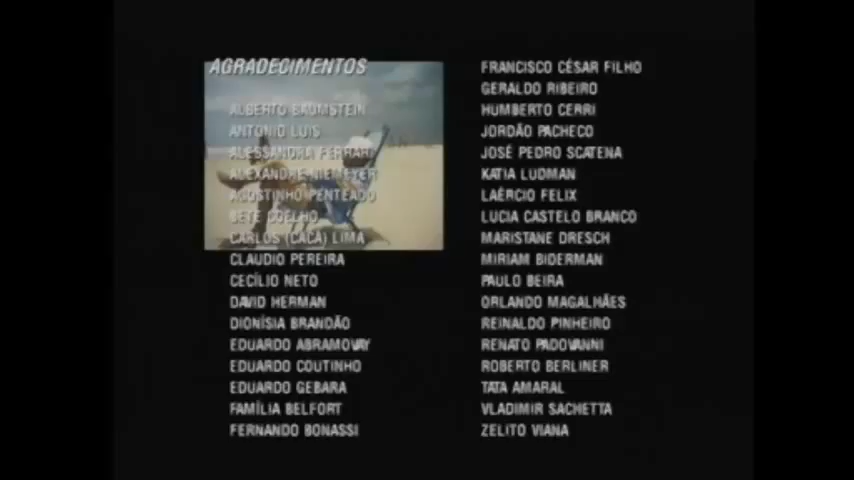 AGRADECIMENTOS
ALBERTO BAUMSTEIN
ANTONIO LUIS
ALESSANDRA FERRARI
ALEXANDRE NIEMEYER
AGOSTINHO PENTEADO
BETE COELHO
CARLOS (CACÁ) LIMA
CLAUDIO PEREIRA
CECÍLIO NETO
DAVID HERMAN
DIONÍSIA BRANDÃO
EDUARDO ABRAMOVAY
EDUARDO COUTINHO
EDUARDO GEBARA
FAMÍLIA BELFORT
FERNANDO BONASSI
FRANCISCO CÉSAR FILHO
GERALDO RIBEIRO
HUMBERTO CERRI
JORDÃO PACHECO
JOSÉ PEDRO SCATENA
KATIA LUDMAN
LAÉRCIO FELIX
LUCIA CASTELO BRANCO
MARISTANE DRESCH
MIRIAM BIDERMAN
PAULO BEIRA
ORLANDO MAGALHÃES
REINALDO PINHEIRO
RENATO PADOVANNI
ROBERTO BERLINER
TATA AMARAL
VLADIMIR SACHETTA
ZELITO VIANA